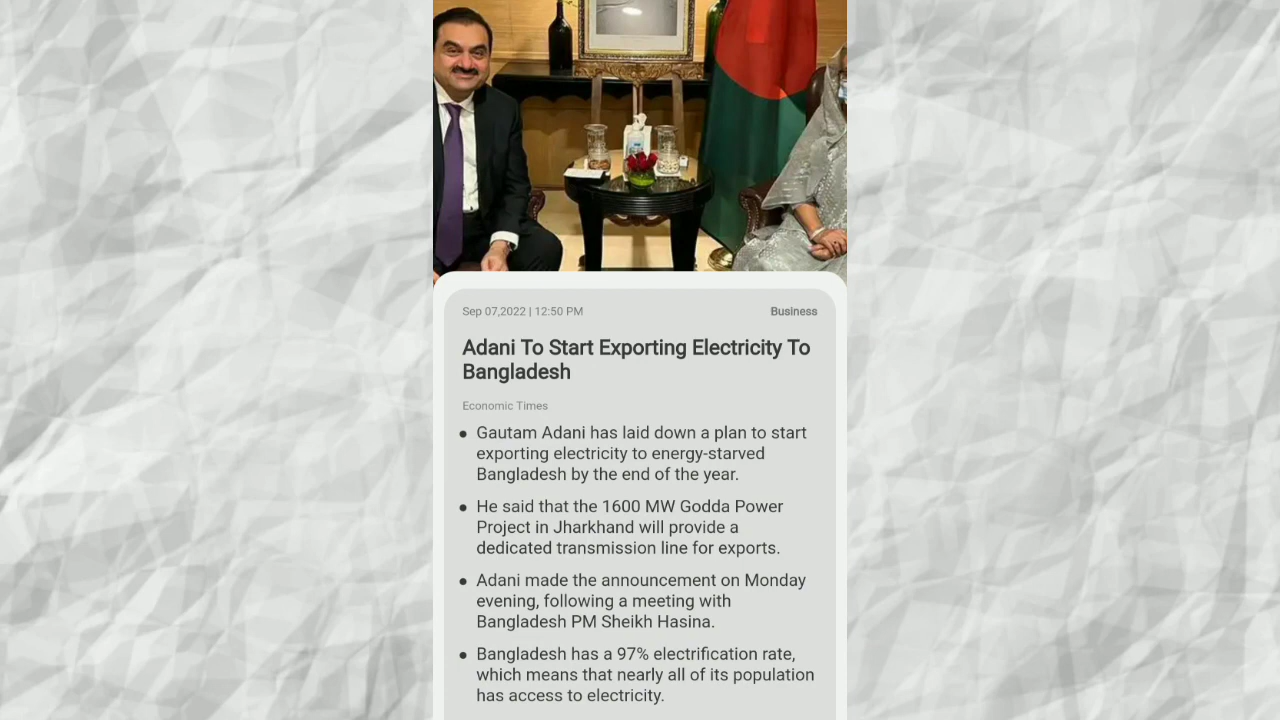 Sep 07,2022 | 12:50 PM
Business
Adani To Start Exporting Electricity To
Bangladesh
Economic Times
● Gautam Adani has laid down a plan to start
exporting electricity to energy-starved
Bangladesh by the end of the year.
● He said that the 1600 MW Godda Power
Project in Jharkhand will provide a
dedicated transmission line for exports.
● Adani made the announcement on Monday
evening, following a meeting with
Bangladesh PM Sheikh Hasina.
● Bangladesh has a 97% electrification rate,
which means that nearly all of its population
has access to electricity.